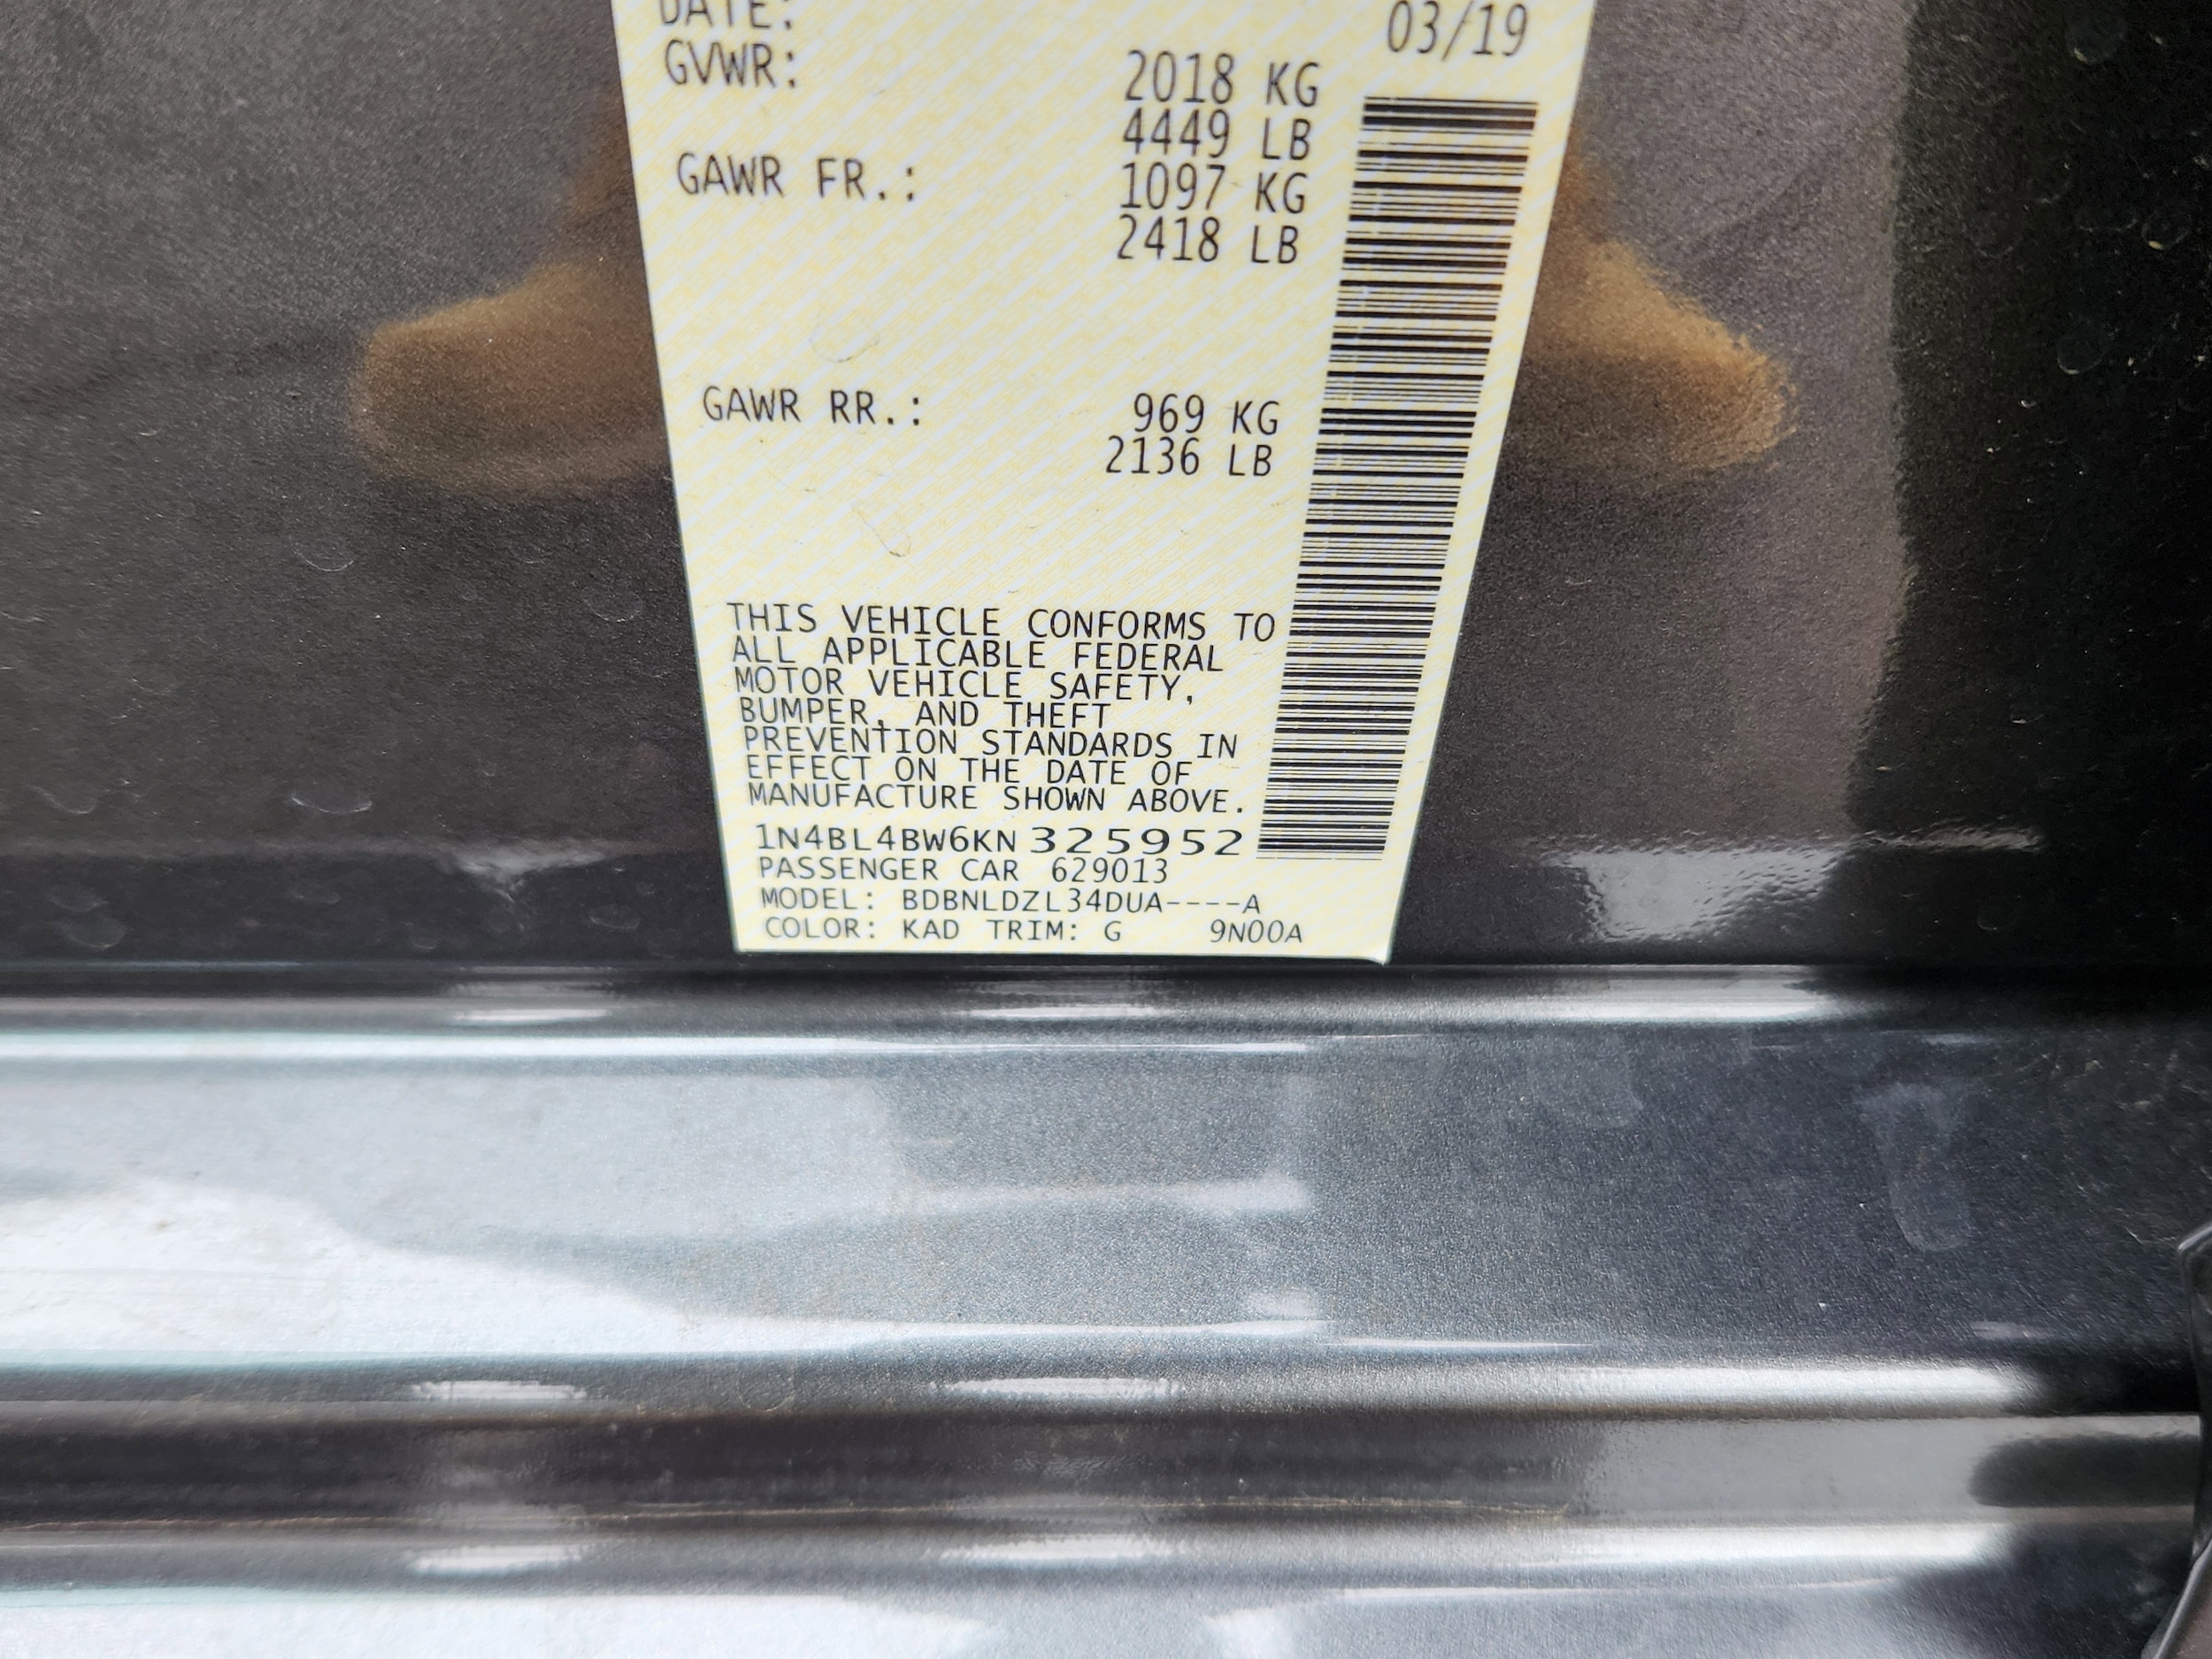 DATE: 03/19
GVWR: 2018 KG
4449 LB
GAWR FR.: 1097 KG
2418 LB
GAWR RR.: 969 KG
2136 LB
THIS VEHICLE CONFORMS TO
ALL APPLICABLE FEDERAL
MOTOR VEHICLE SAFETY,
BUMPER, AND THEFT
PREVENTION STANDARDS IN
EFFECT ON THE DATE OF
MANUFACTURE SHOWN ABOVE.
1N4BL4BW6KN325952
PASSENGER CAR 629013
MODEL: BDBNLDZL34DUA----A
COLOR: KAD TRIM: G 9N00A